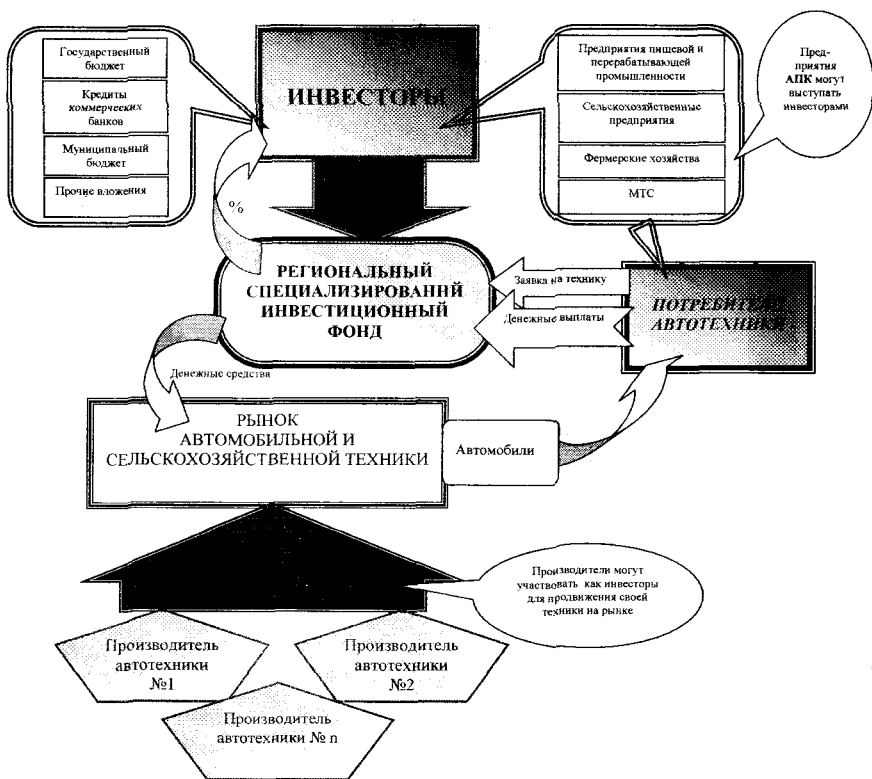 Государственный
бюджет
Кредиты
коммерческих
банков
Муниципальный
бюджет
Прочие вложения
ИНВЕСТОРЫ
Предприятия пищевой и
перерабатывающей
промышленности
Сельскохозяйственные
предприятия
Фермерские хозяйства
МТС
Пред-
приятия
АПК могут
выступать
инвесторами
%
РЕГИОНАЛЬНЫЙ
СПЕЦИАЛИЗИРОВАННЙ
ИНВЕСТИЦИОННЫЙ
ФОНД
Заявка на технику
Денежные выплаты
ПОТРЕБИТЕЛИ
АВТОТЕХНИКИ
Денежные средства
РЫНОК
АВТОМОБИЛЬНОЙ И
СЕЛЬСКОХОЗЯЙСТВЕННОЙ ТЕХНИКИ
Автомобили
Производители могут
участвовать как инвесторы
для продвижения своей
техники на рынке
Производитель
автотехники
№1
Производитель
автотехники
№2
Производитель
автотехники № n